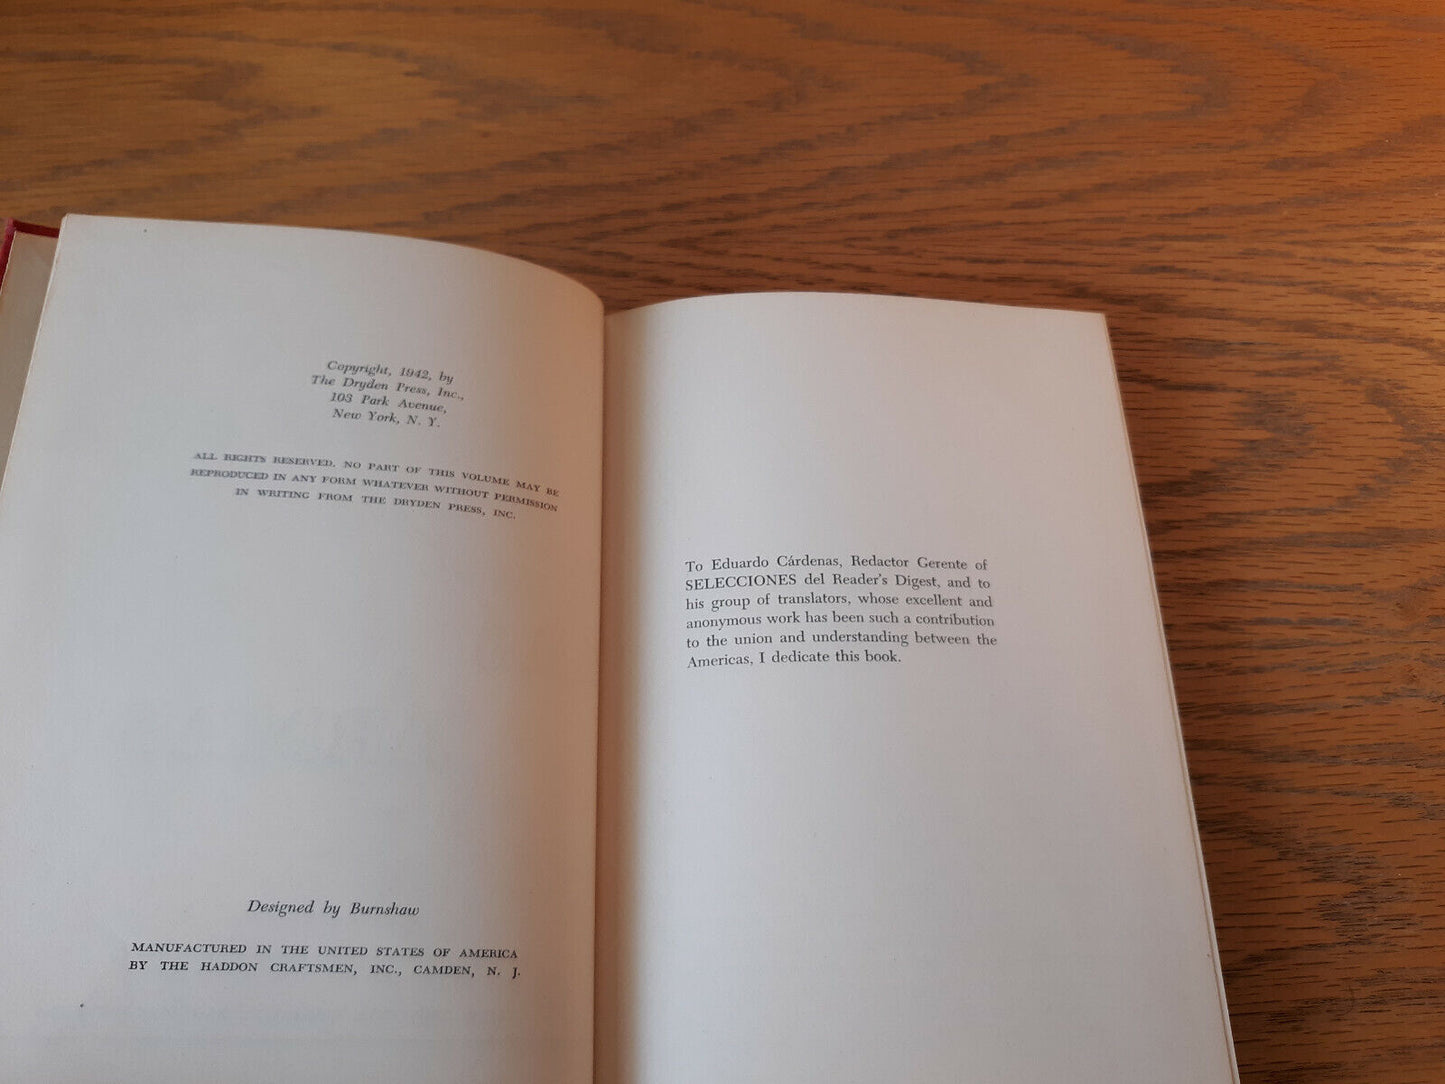 Copyright, 1942, by
The Dryden Press, Inc.,
103 Park Avenue,
New York, N. Y.
ALL RIGHTS RESERVED. NO PART OF THIS VOLUME MAY BE
REPRODUCED IN ANY FORM WHATEVER WITHOUT PERMISSION
IN WRITING FROM THE DRYDEN PRESS, INC.
Designed by Burnshaw
MANUFACTURED IN THE UNITED STATES OF AMERICA
BY THE HADDON CRAFTSMEN, INC., CAMDEN, N. J.
To Eduardo Cárdenas, Redactor Gerente of
SELECCIONES del Reader's Digest, and to
his group of translators, whose excellent and
anonymous work has been such a contribution
to the union and understanding between the
Americas, I dedicate this book.